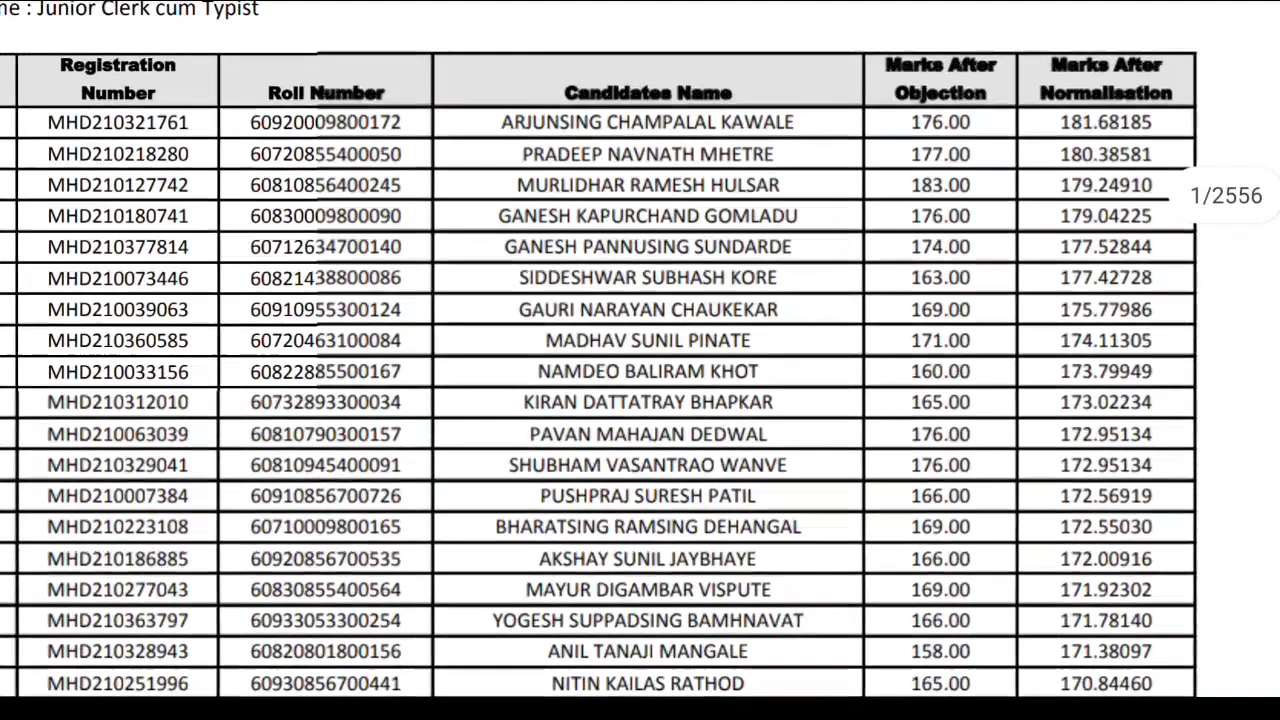 me : Junior Clerk cum Typist
Registration Number Roll Number Candidates Name Marks After Objection Marks After Normalisation
MHD210321761 60920009800172 ARJUNSING CHAMPALAL KAWALE 176.00 181.68185
MHD210218280 60720855400050 PRADEEP NAVNATH MHETRE 177.00 180.38581
MHD210127742 60810856400245 MURLIDHAR RAMESH HULSAR 183.00 179.24910
1/2556
MHD210180741 60830009800090 GANESH KAPURCHAND GOMLADU 176.00 179.04225
MHD210377814 60712634700140 GANESH PANNUSING SUNDARDE 174.00 177.52844
MHD210073446 60821438800086 SIDDESHWAR SUBHASH KORE 163.00 177.42728
MHD210039063 60910955300124 GAURI NARAYAN CHAUKEKAR 169.00 175.77986
MHD210360585 60720463100084 MADHAV SUNIL PINATE 171.00 174.11305
MHD210033156 60822885500167 NAMDEO BALIRAM KHOT 160.00 173.79949
MHD210312010 60732893300034 KIRAN DATTATRAY BHAPKAR 165.00 173.02234
MHD210063039 60810790300157 PAVAN MAHAJAN DEDWAL 176.00 172.95134
MHD210329041 60810945400091 SHUBHAM VASANTRAO WANVE 176.00 172.95134
MHD210007384 60910856700726 PUSHPRAJ SURESH PATIL 166.00 172.56919
MHD210223108 60710009800165 BHARATSING RAMSING DEHANGAL 169.00 172.55030
MHD210186885 60920856700535 AKSHAY SUNIL JAYBHAYE 166.00 172.00916
MHD210277043 60830855400564 MAYUR DIGAMBAR VISPUTE 169.00 171.92302
MHD210363797 60933053300254 YOGESH SUPPADSING BAMHNAVAT 166.00 171.78140
MHD210328943 60820801800156 ANIL TANAJI MANGALE 158.00 171.38097
MHD210251996 60930856700441 NITIN KAILAS RATHOD 165.00 170.84460